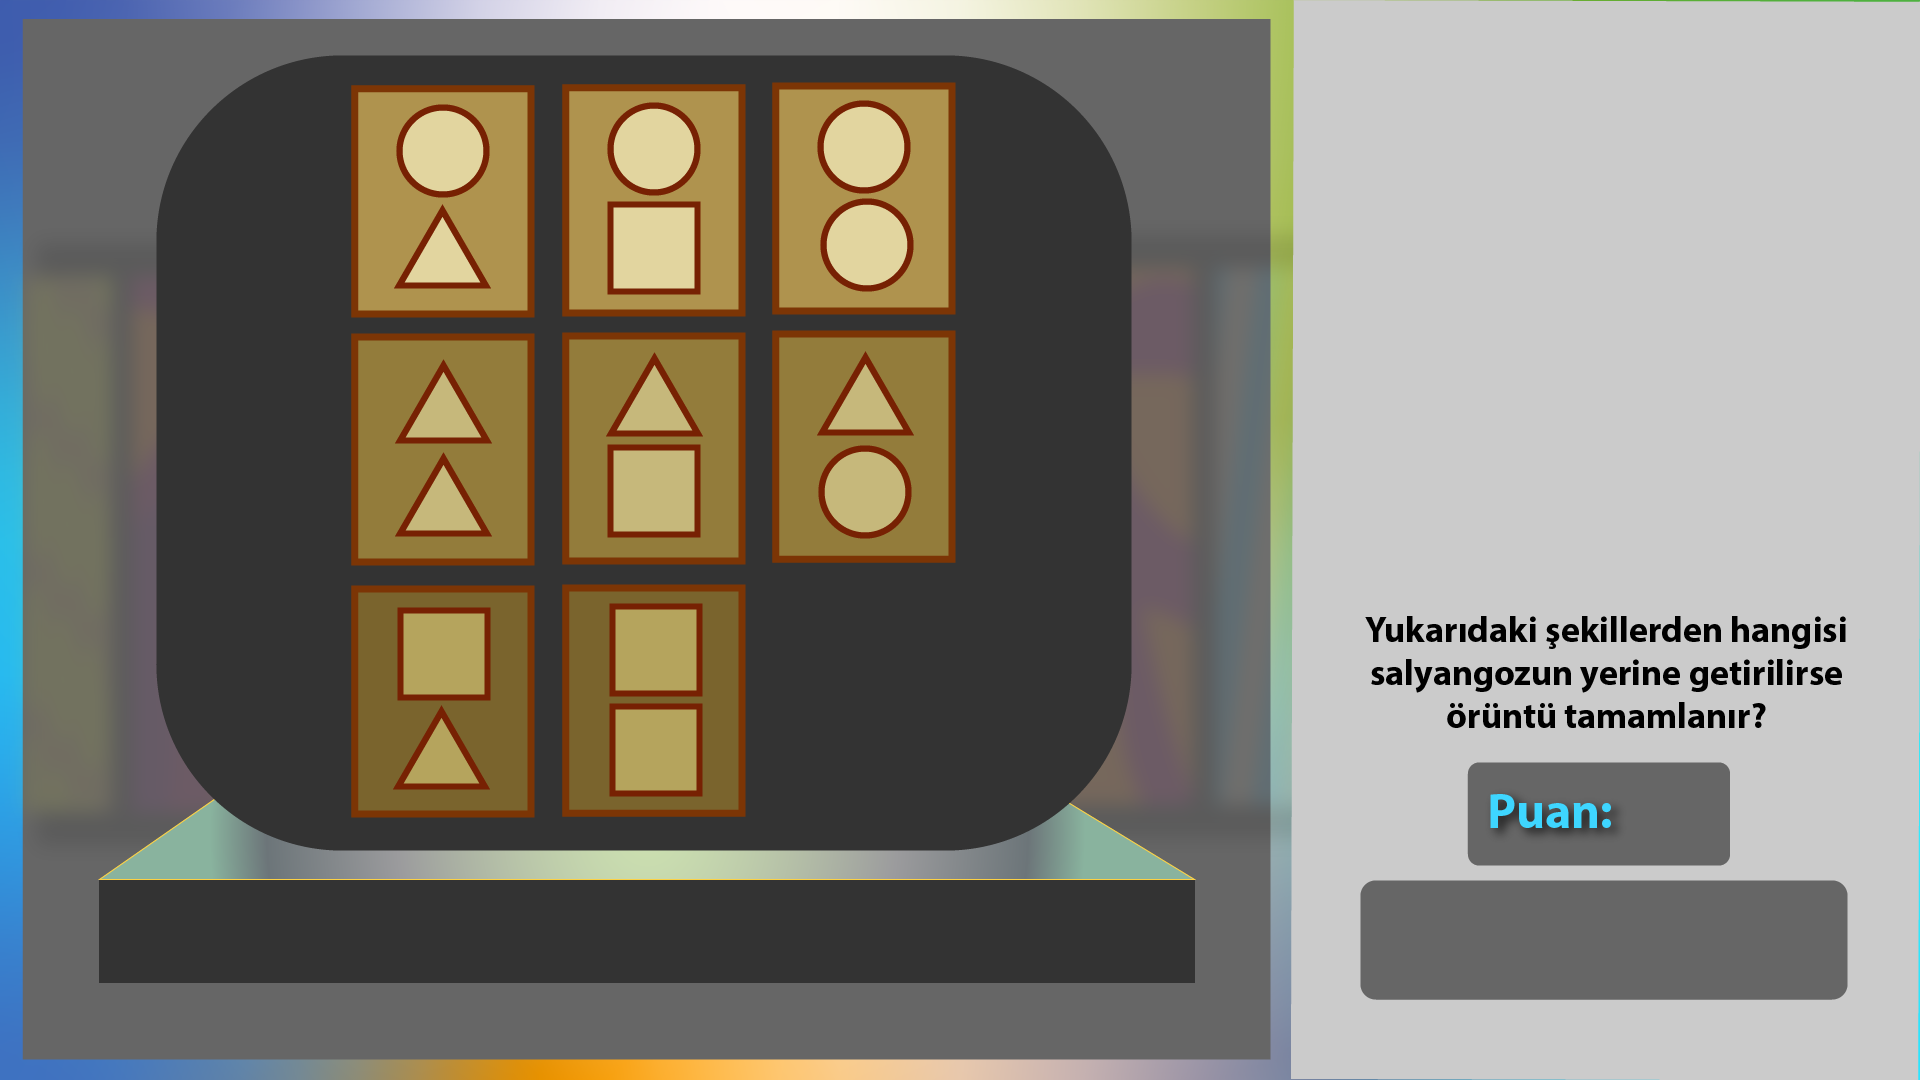 Yukarıdaki şekillerden hangisi
salyangozun yerine getirilirse
örüntü tamamlanır?
Puan: